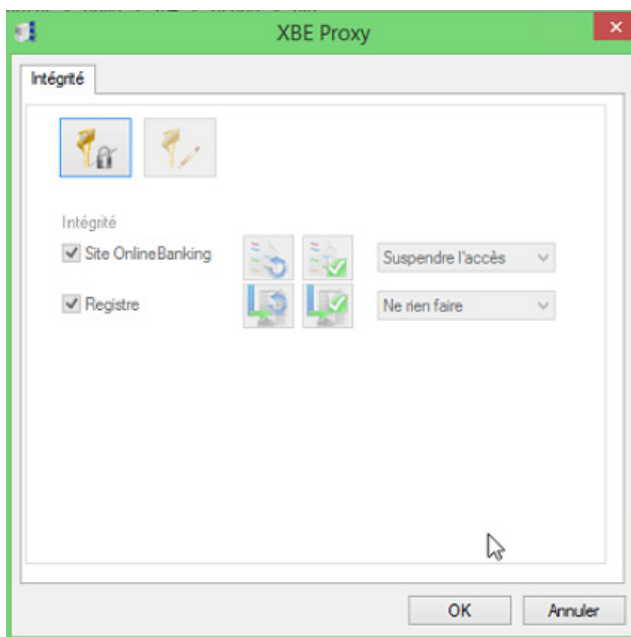 XBE Proxy
Intégrité
Intégrité
Site OnlineBanking
Suspendre l'accès
Registre
Ne rien faire
OK
Annuler